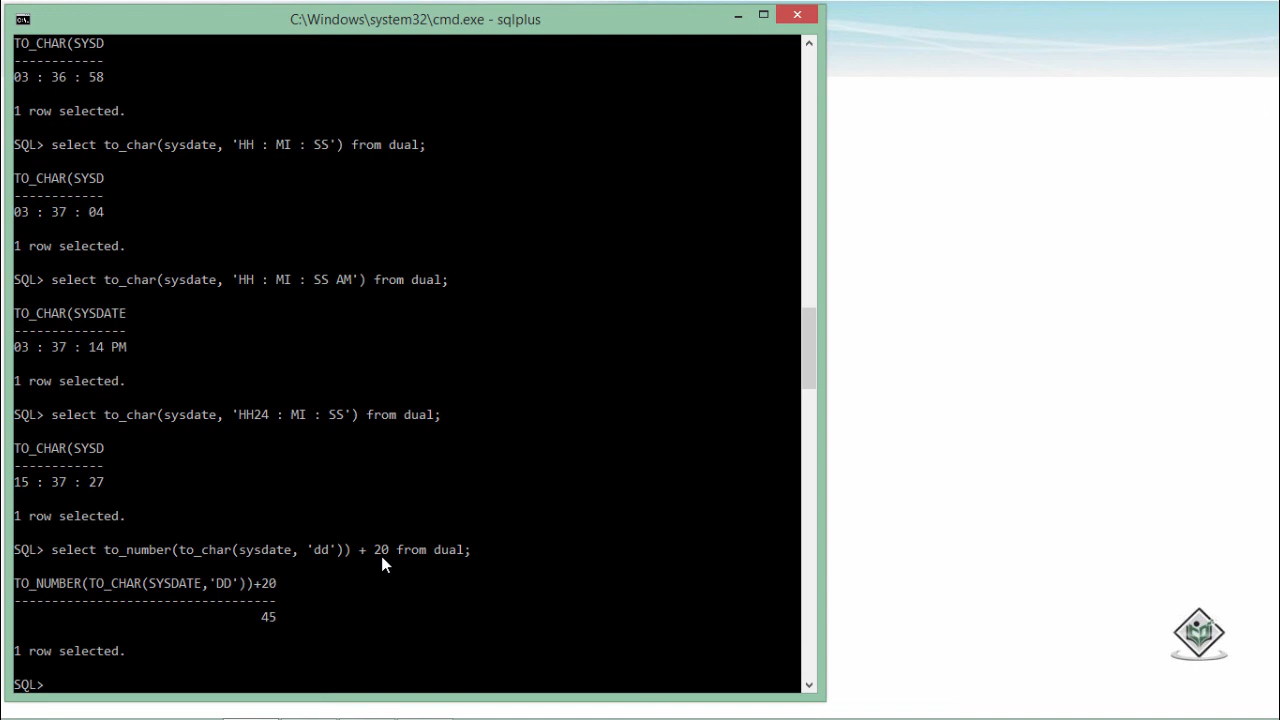 C:\Windows\system32\cmd.exe - sqlplus
TO_CHAR(SYSD
------------
03 : 36 : 58
1 row selected.
SQL> select to_char(sysdate, 'HH : MI : SS') from dual;
TO_CHAR(SYSD
------------
03 : 37 : 04
1 row selected.
SQL> select to_char(sysdate, 'HH : MI : SS AM') from dual;
TO_CHAR(SYSDATE
---------------
03 : 37 : 14 PM
1 row selected.
SQL> select to_char(sysdate, 'HH24 : MI : SS') from dual;
TO_CHAR(SYSD
------------
15 : 37 : 27
1 row selected.
SQL> select to_number(to_char(sysdate, 'dd')) + 20 from dual;
TO_NUMBER(TO_CHAR(SYSDATE,'DD'))+20
-----------------------------------
45
1 row selected.
SQL>